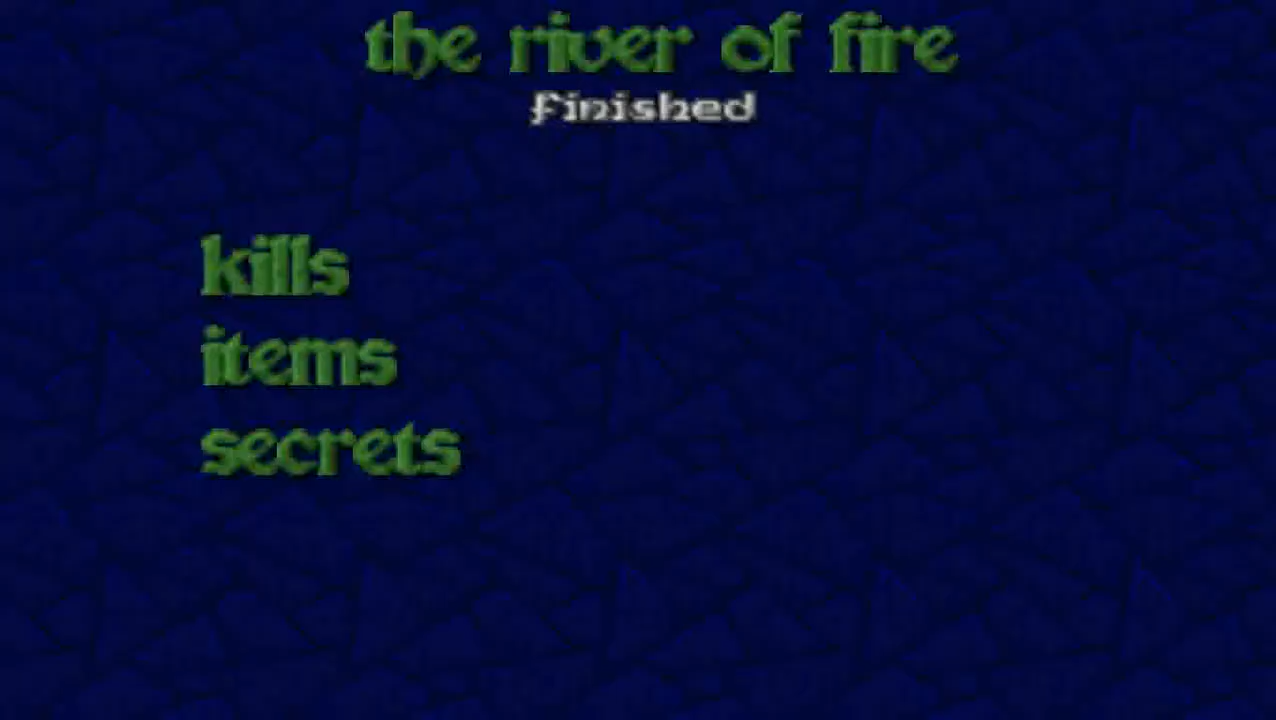 the river of fire
finished
kills
items
secrets